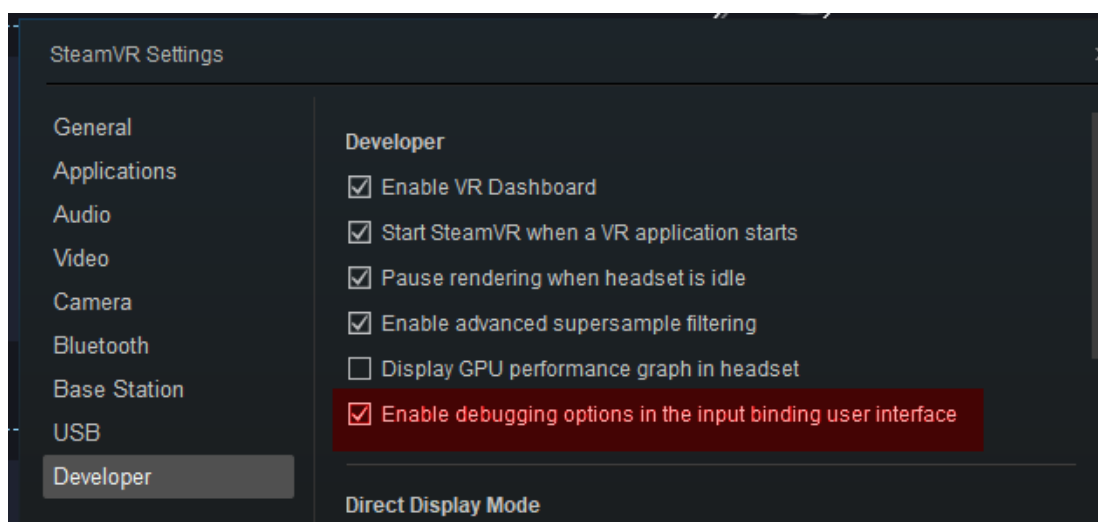 SteamVR Settings
General
Applications
Audio
Video
Camera
Bluetooth
Base Station
USB
Developer
Developer
Enable VR Dashboard
Start SteamVR when a VR application starts
Pause rendering when headset is idle
Enable advanced supersample filtering
Display GPU performance graph in headset
Enable debugging options in the input binding user interface
Direct Display Mode